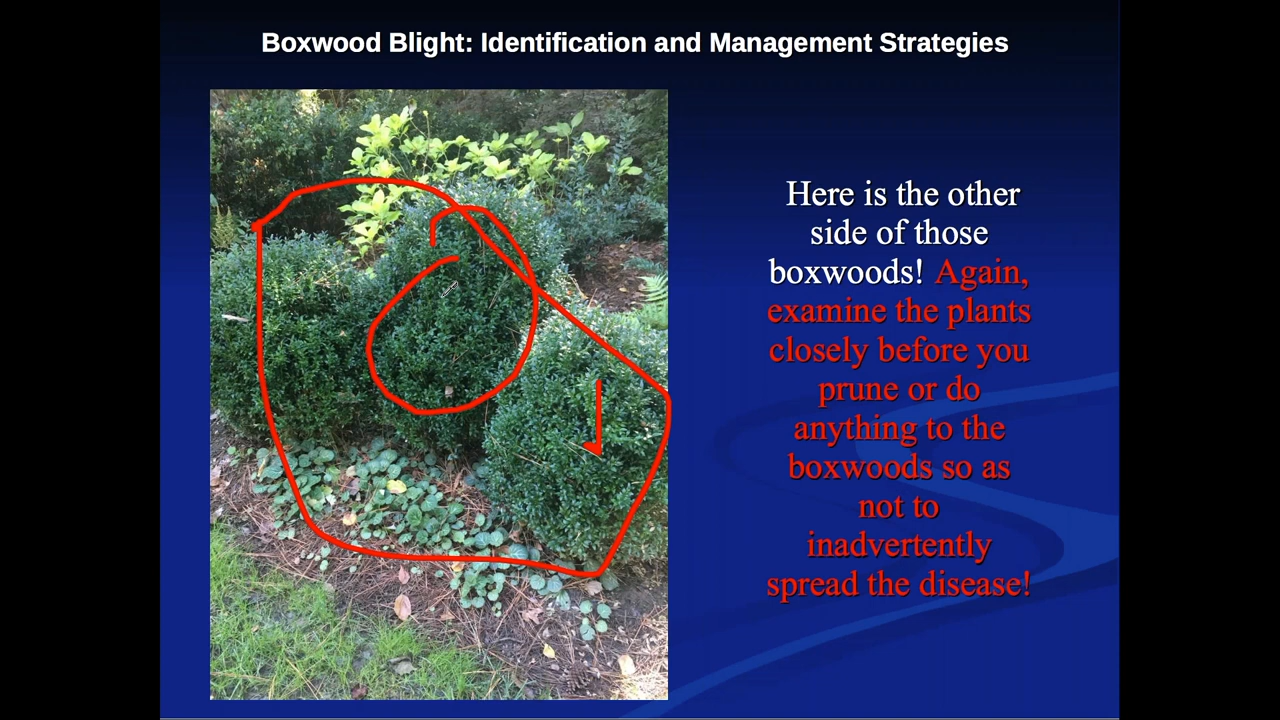 Boxwood Blight: Identification and Management Strategies
Here is the other
side of those
boxwoods! Again,
examine the plants
closely before you
prune or do
anything to the
boxwoods so as
not to
inadvertently
spread the disease!